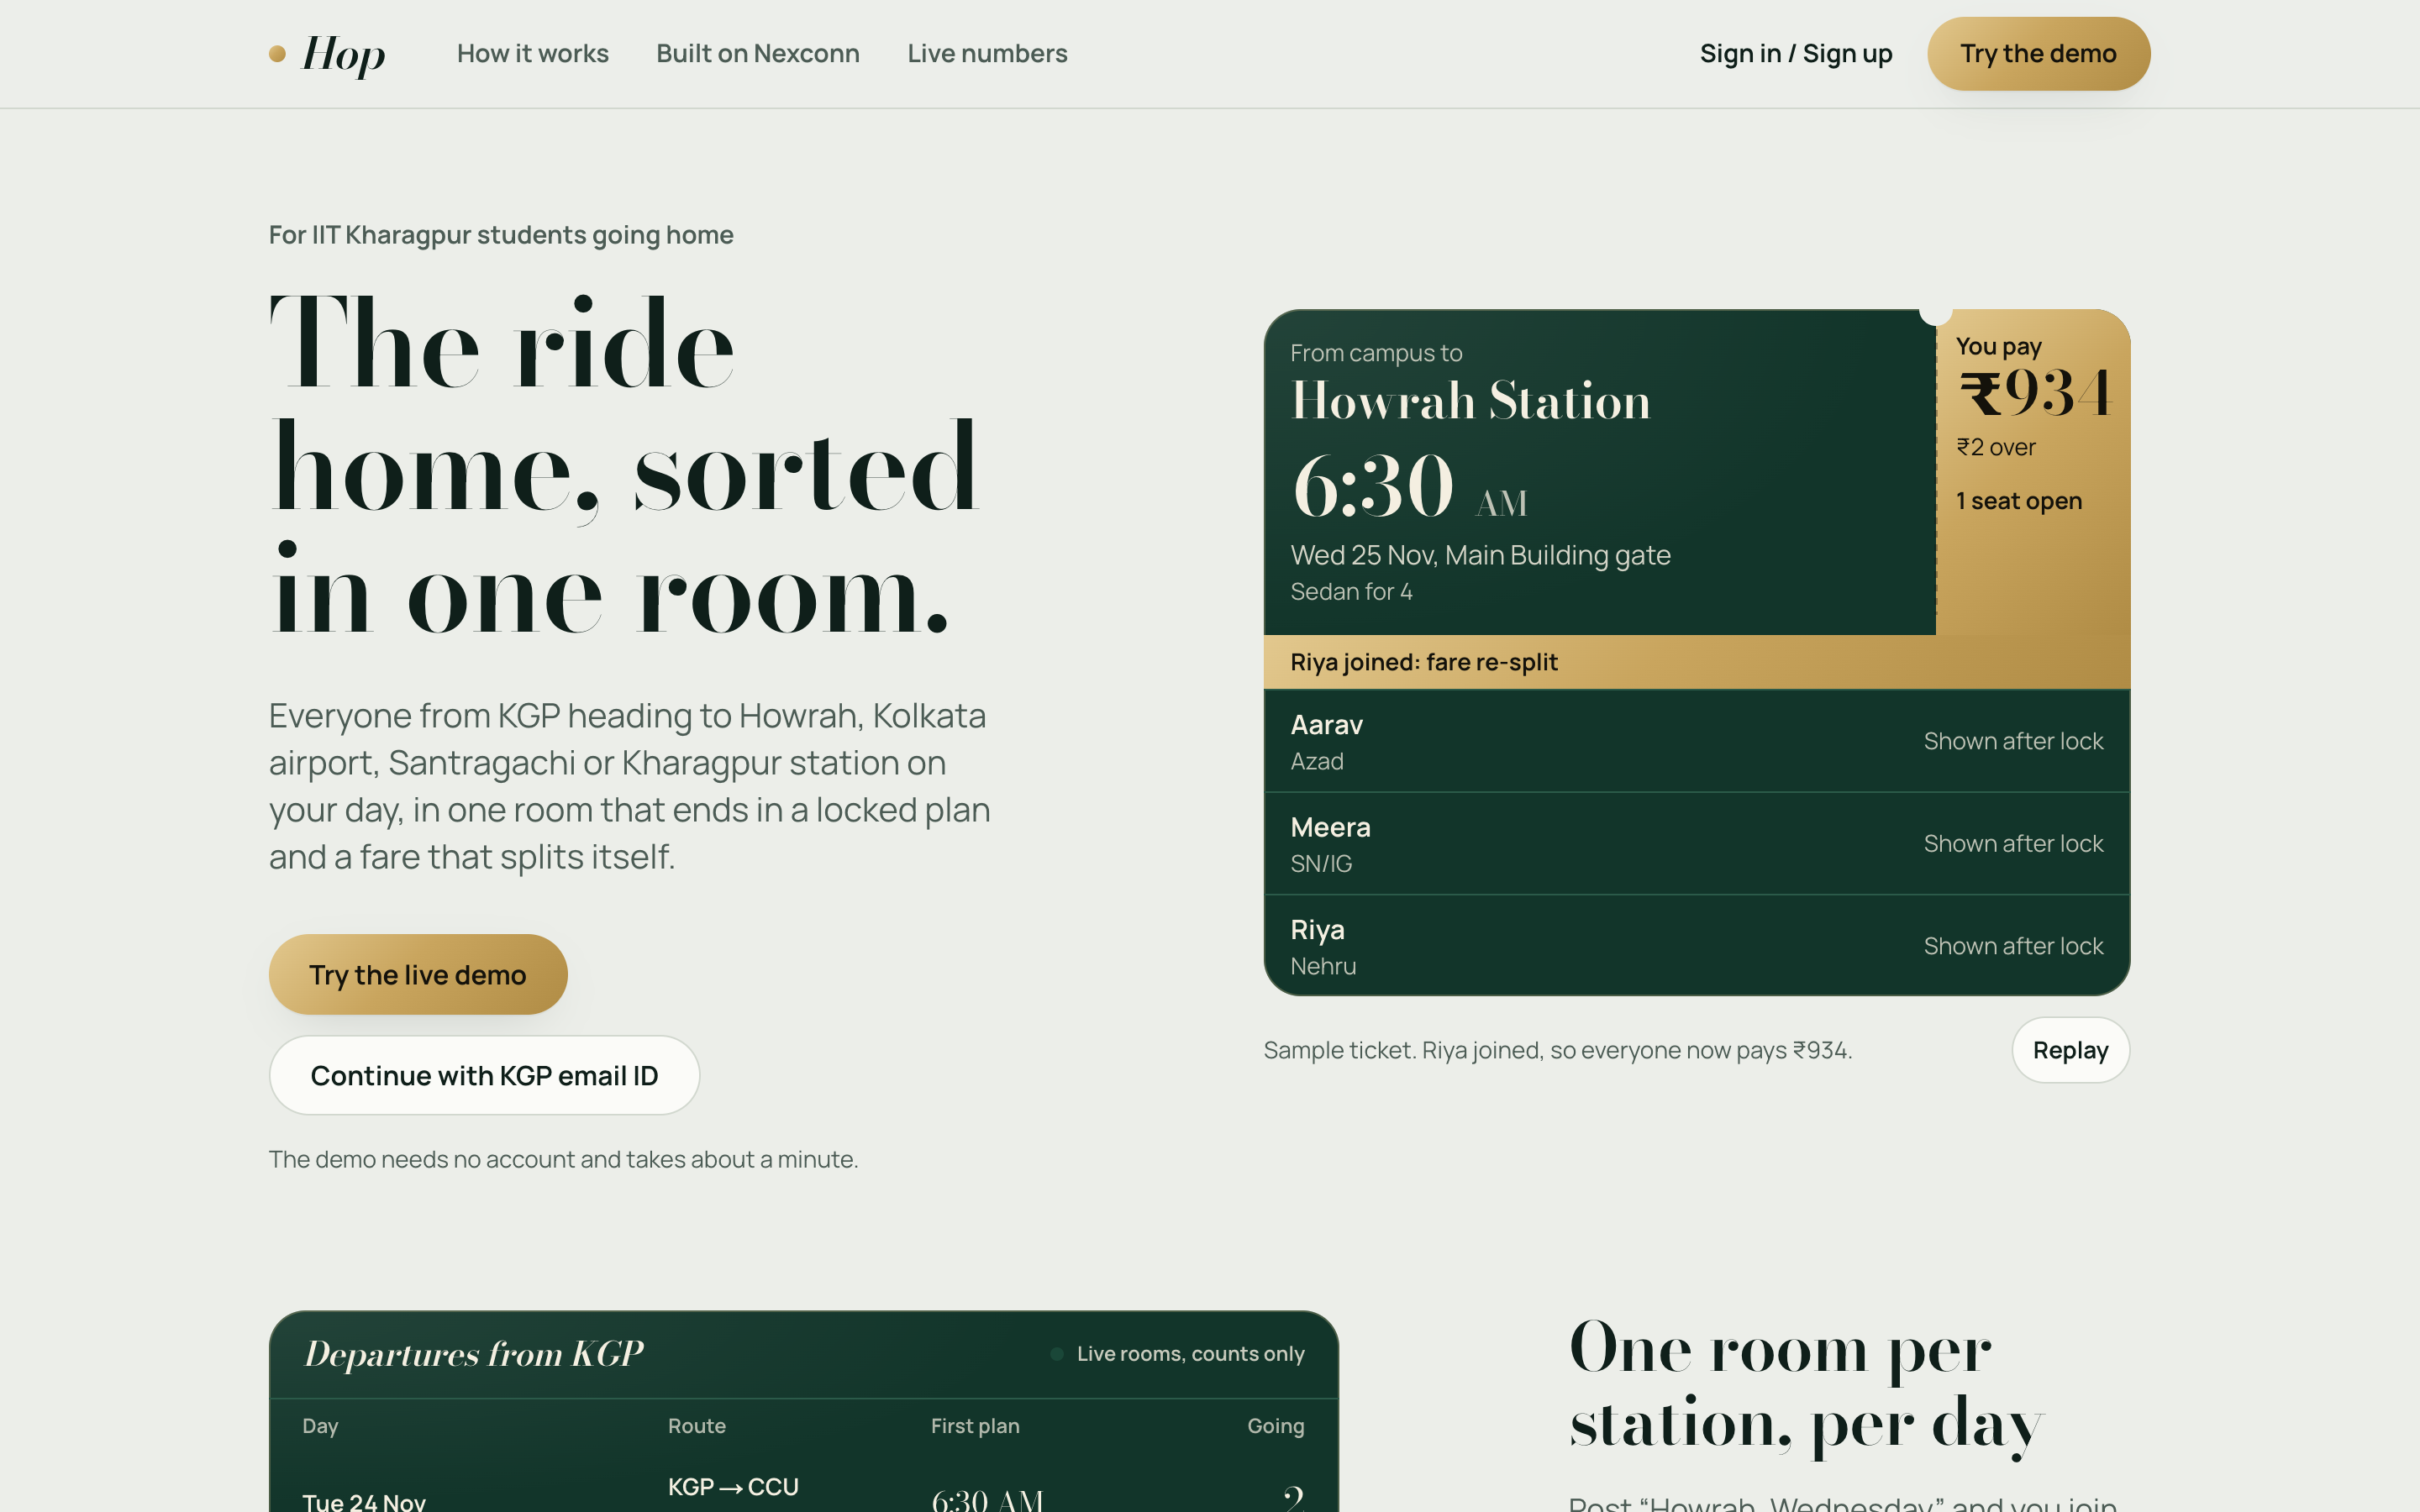 Hop
How it works
Built on Nexconn
Live numbers
Sign in / Sign up
Try the demo
For IIT Kharagpur students going home
The ride
home, sorted
in one room.
Everyone from KGP heading to Howrah, Kolkata
airport, Santragachi or Kharagpur station on
your day, in one room that ends in a locked plan
and a fare that splits itself.
Try the live demo
Continue with KGP email ID
The demo needs no account and takes about a minute.
From campus to
Howrah Station
6:30 AM
Wed 25 Nov, Main Building gate
Sedan for 4
You pay
₹934
₹2 over
1 seat open
Riya joined: fare re-split
Aarav
Azad
Shown after lock
Meera
SN/IG
Shown after lock
Riya
Nehru
Shown after lock
Sample ticket. Riya joined, so everyone now pays ₹934.
Replay
Departures from KGP
Live rooms, counts only
Day
Route
First plan
Going
Tue 24 Nov
KGP → CCU
6:30 AM
2
One room per
station, per day
Post “Howrah, Wednesday” and you join